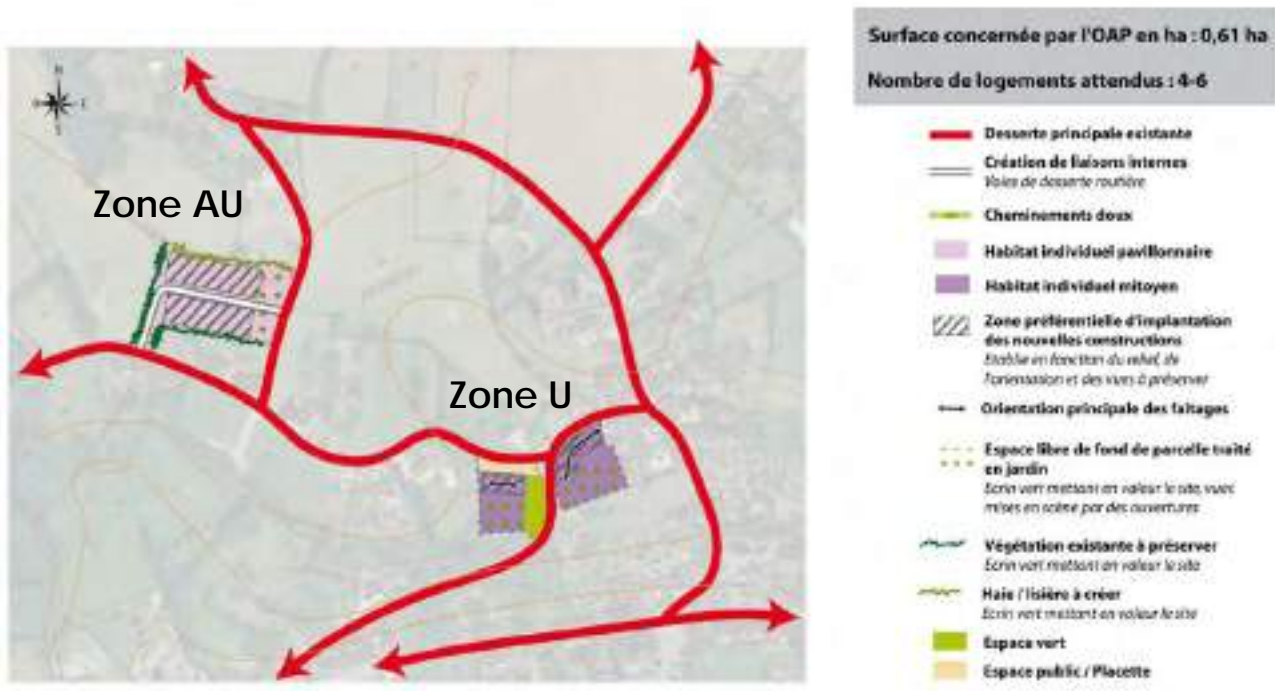 N
E
S
Zone AU
Zone U
Surface concernée par l'OAP en ha : 0,61 ha
Nombre de logements attendus : 4-6
Desserte principale existante
Création de liaisons internes
Voies de desserte routière
Cheminements doux
Habitat individuel pavillonnaire
Habitat individuel mitoyen
Zone préférentielle d'implantation
des nouvelles constructions
Etablie en fonction du relief, de
l'orientation et des vues à préserver
Orientation principale des faîtages
Espace libre de fond de parcelle traité
en jardin
Ecrin vert mettant en valeur le site, vues
mises en scène par des ouvertures
Végétation existante à préserver
Ecrin vert mettant en valeur le site
Haie / lisière à créer
Ecrin vert mettant en valeur le site
Espace vert
Espace public / Placette